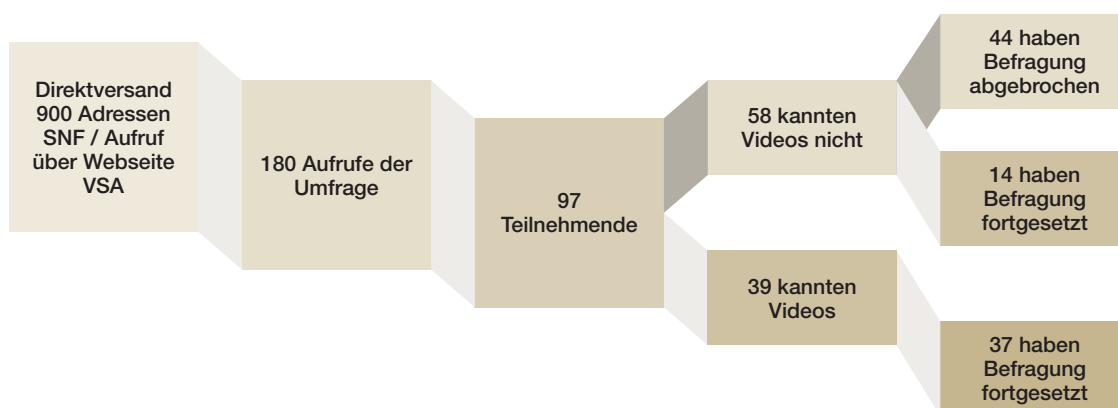 Direktversand
900 Adressen
SNF / Aufruf
über Webseite
VSA
180 Aufrufe der
Umfrage
97
Teilnehmende
58 kannten
Videos nicht
39 kannten
Videos
44 haben
Befragung
abgebrochen
14 haben
Befragung
fortgesetzt
37 haben
Befragung
fortgesetzt